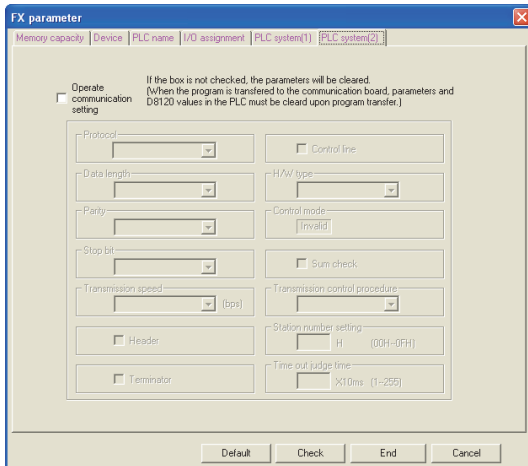 FX parameter
Memory capacity Device PLC name I/O assignment PLC system(1) PLC system(2)
Operate
communication
setting
If the box is not checked, the parameters will be cleared.
(When the program is transfered to the communication board, parameters and
D8120 values in the PLC must be cleard upon program transfer.)
Protocol
Control line
Data length
H/W type
Parity
Control mode
Invalid
Stop bit
Sum check
Transmission speed
(bps)
Transmission control procedure
Header
Station number setting
H (00H--0FH)
Terminator
Time out judge time
X10ms (1--255)
Default Check End Cancel